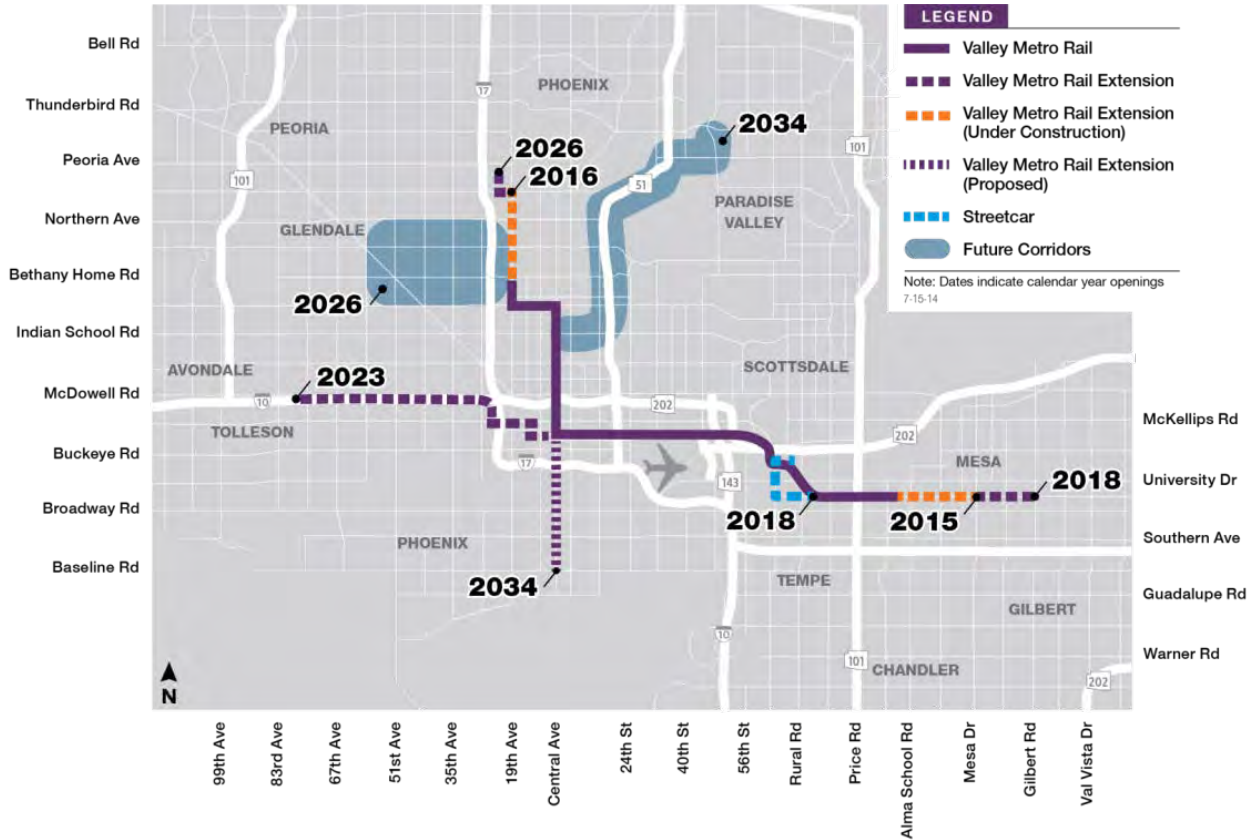 LEGEND
Valley Metro Rail
Valley Metro Rail Extension
Valley Metro Rail Extension
(Under Construction)
Valley Metro Rail Extension
(Proposed)
Streetcar
Future Corridors
Note: Dates indicate calendar year openings
7-15-14
Bell Rd
Thunderbird Rd
Peoria Ave
Northern Ave
Bethany Home Rd
Indian School Rd
McDowell Rd
Buckeye Rd
Broadway Rd
Baseline Rd
PHOENIX
17
PEORIA
2034
101
101
2026
2016
51
PARADISE
VALLEY
GLENDALE
2026
AVONDALE
SCOTTSDALE
2023
10
202
TOLLESON
202
17
143
MESA
2018
2018
2015
PHOENIX
2034
TEMPE
GILBERT
10
101
CHANDLER
202
N
McKellips Rd
University Dr
Southern Ave
Guadalupe Rd
Warner Rd
99th Ave
83rd Ave
67th Ave
51st Ave
35th Ave
19th Ave
Central Ave
24th St
40th St
56th St
Rural Rd
Price Rd
Alma School Rd
Mesa Dr
Gilbert Rd
Val Vista Dr